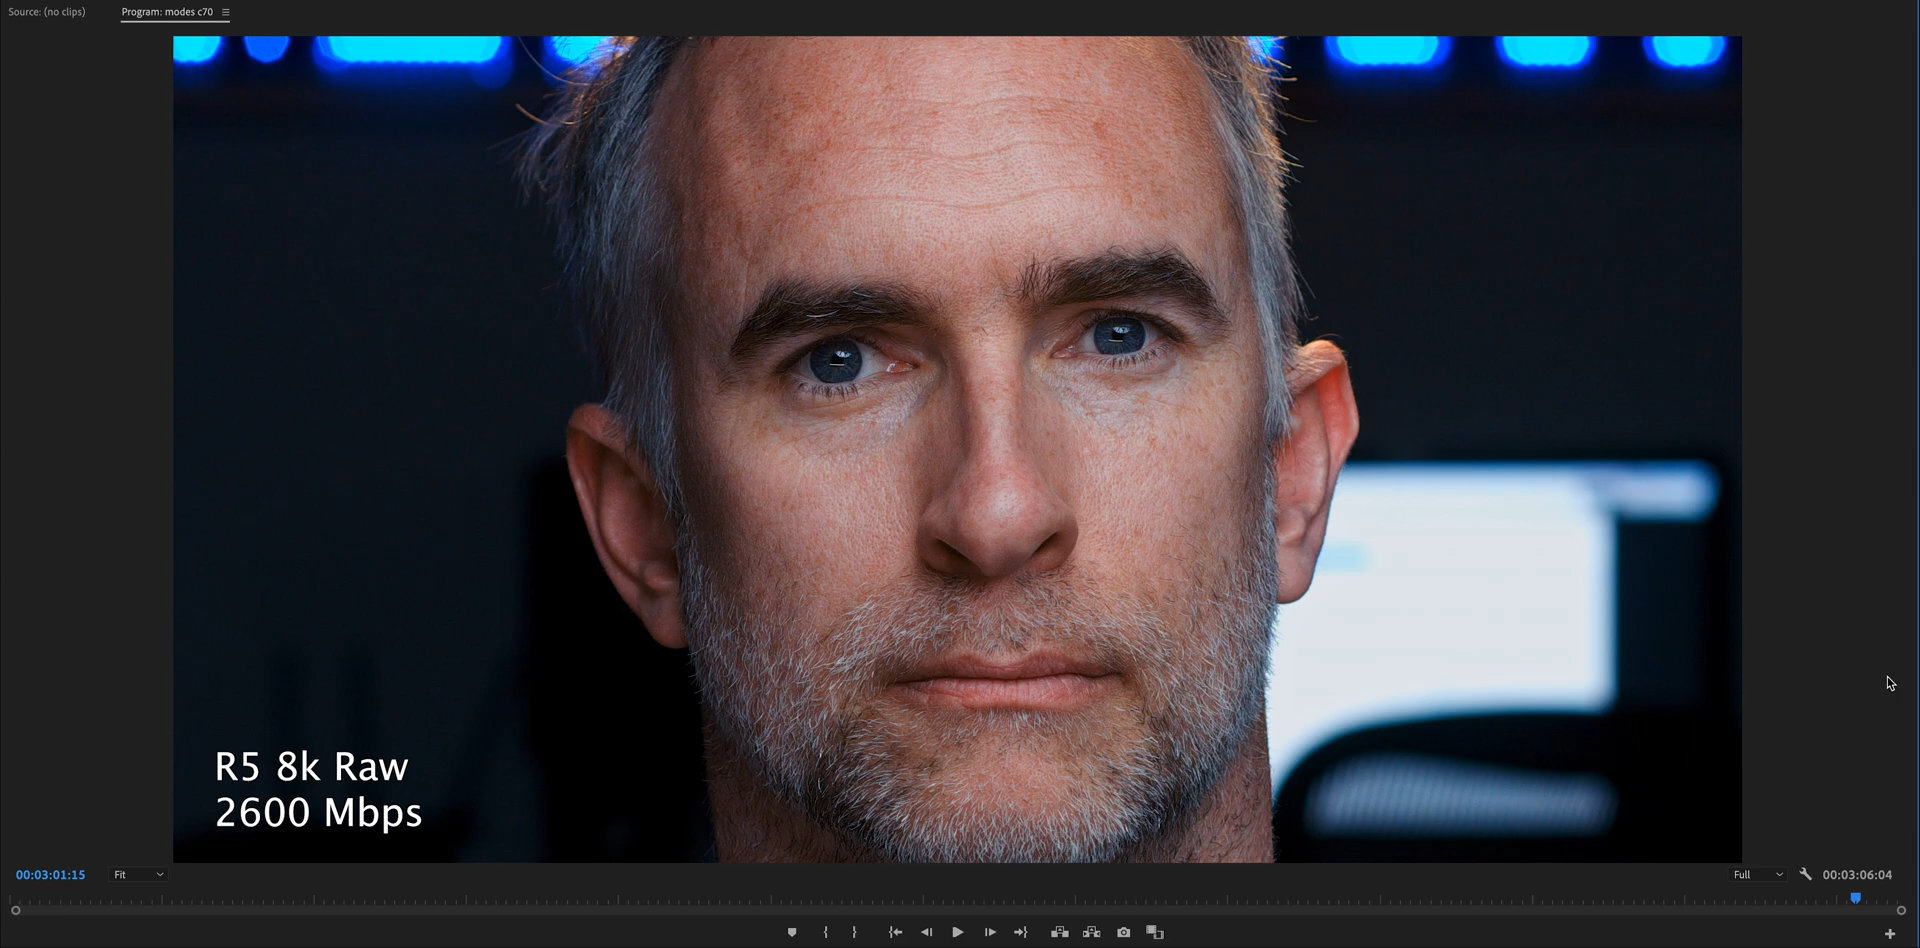 Source: (no clips)
Program: modes c70
R5 8k Raw
2600 Mbps
00:03:01:15
Fit
Full
00:03:06:04